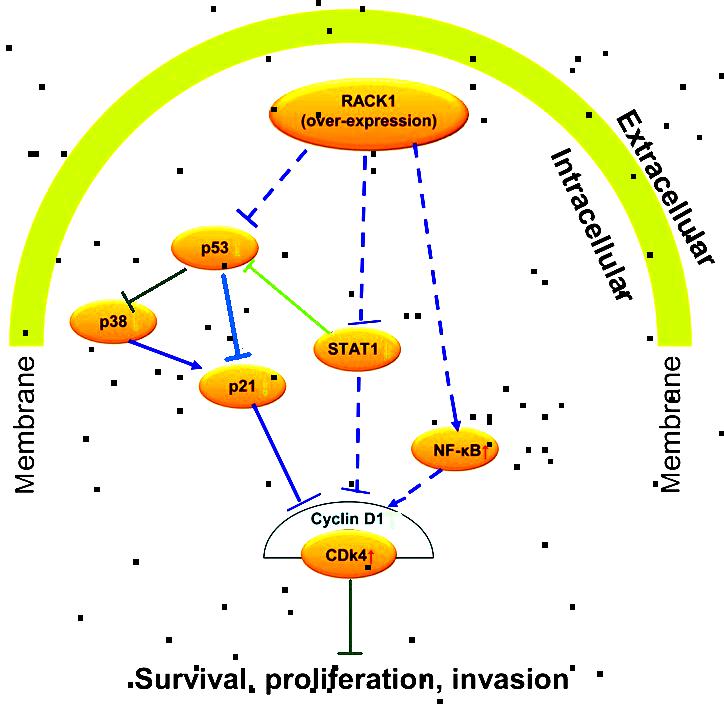 RACK1
(over-expression)
Extracellular
Intracellular
p53
p38
STAT1
p21
Membrane
Membrane
NF-κB↑
Cyclin D1
CDk4↑
Survival, proliferation, invasion